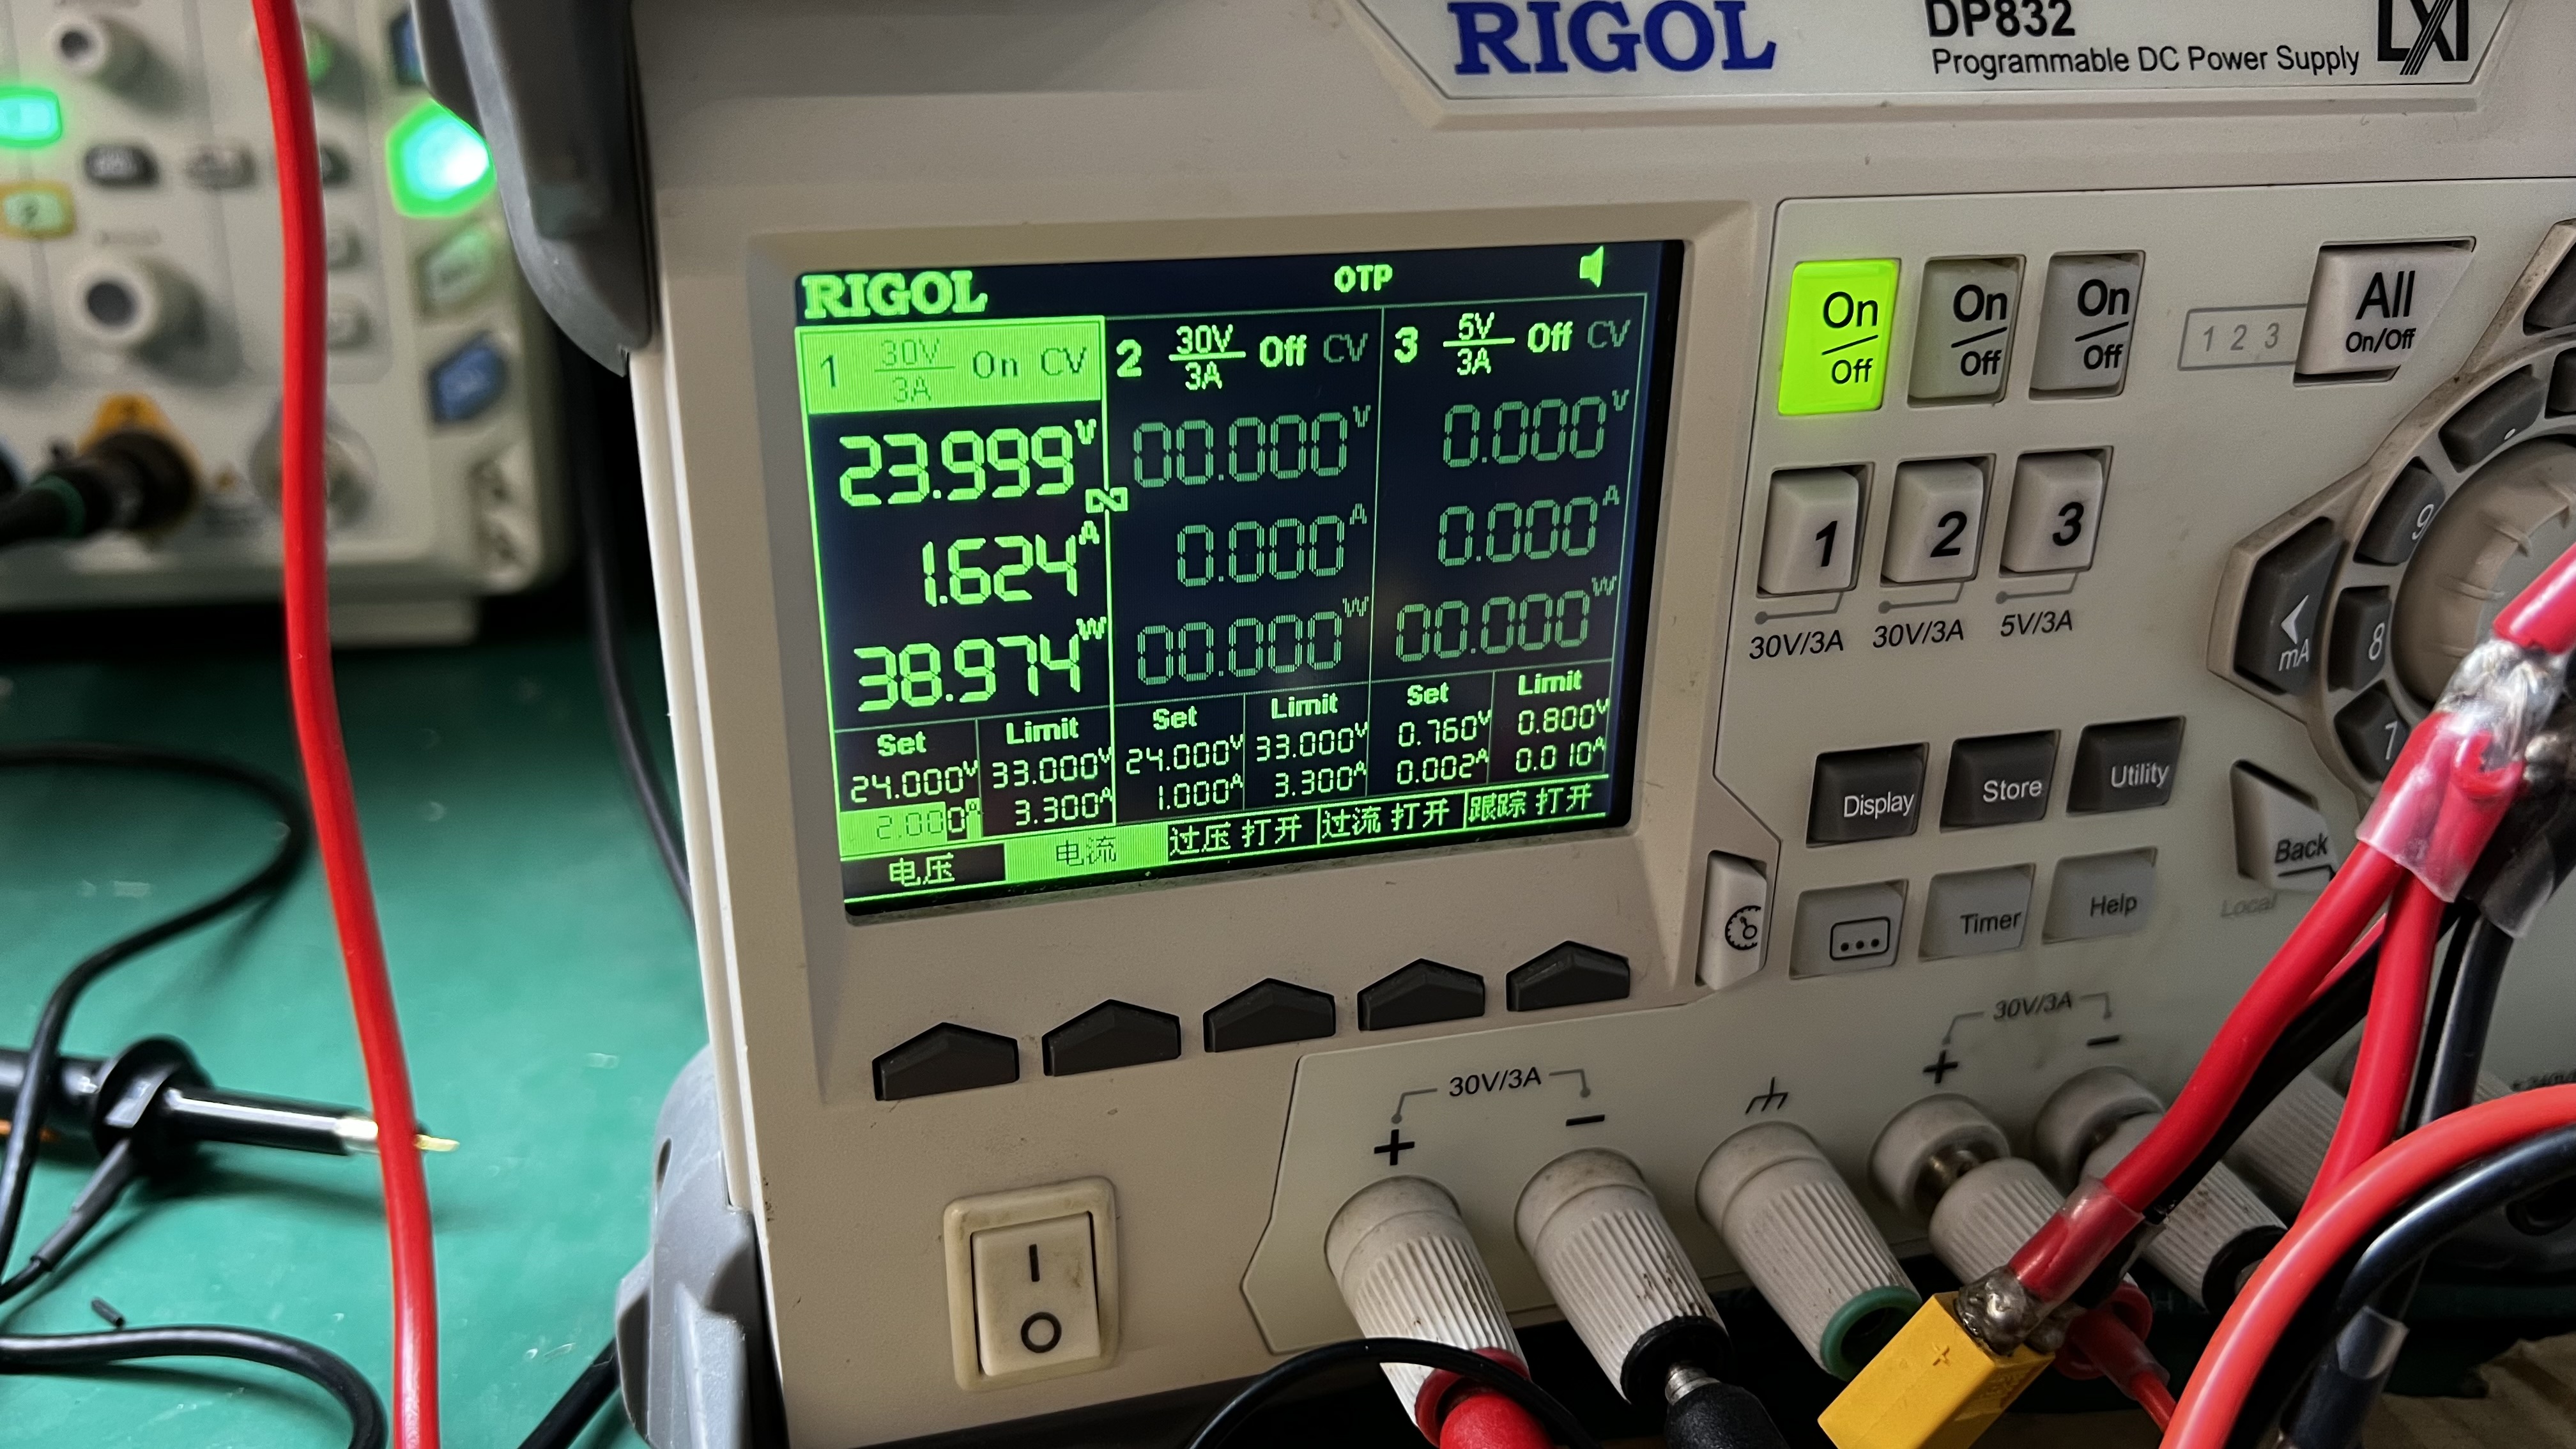 RIGOL
DP832
Programmable DC Power Supply
LXI
RIGOL OTP
1 30V/3A On CV
2 30V/3A Off CV
3 5V/3A Off CV
23.999V 00.000V 0.000V
1.624A 0.000A 0.000A
38.974W 00.000W 00.000W
Set Limit Set Limit Set Limit
24.000V 33.000V 24.000V 33.000V 0.760V 0.800V
2.000A 3.300A 1.000A 3.300A 0.002A 0.010A
电压 电流 过压 打开 过流 打开 跟踪 打开
On/Off On/Off On/Off
1 2 3
All On/Off
1 2 3
30V/3A 30V/3A 5V/3A
9
8
7
mA
Display Store Utility
Timer Help
Back
Local
30V/3A
+ −
30V/3A
+ −
I
O